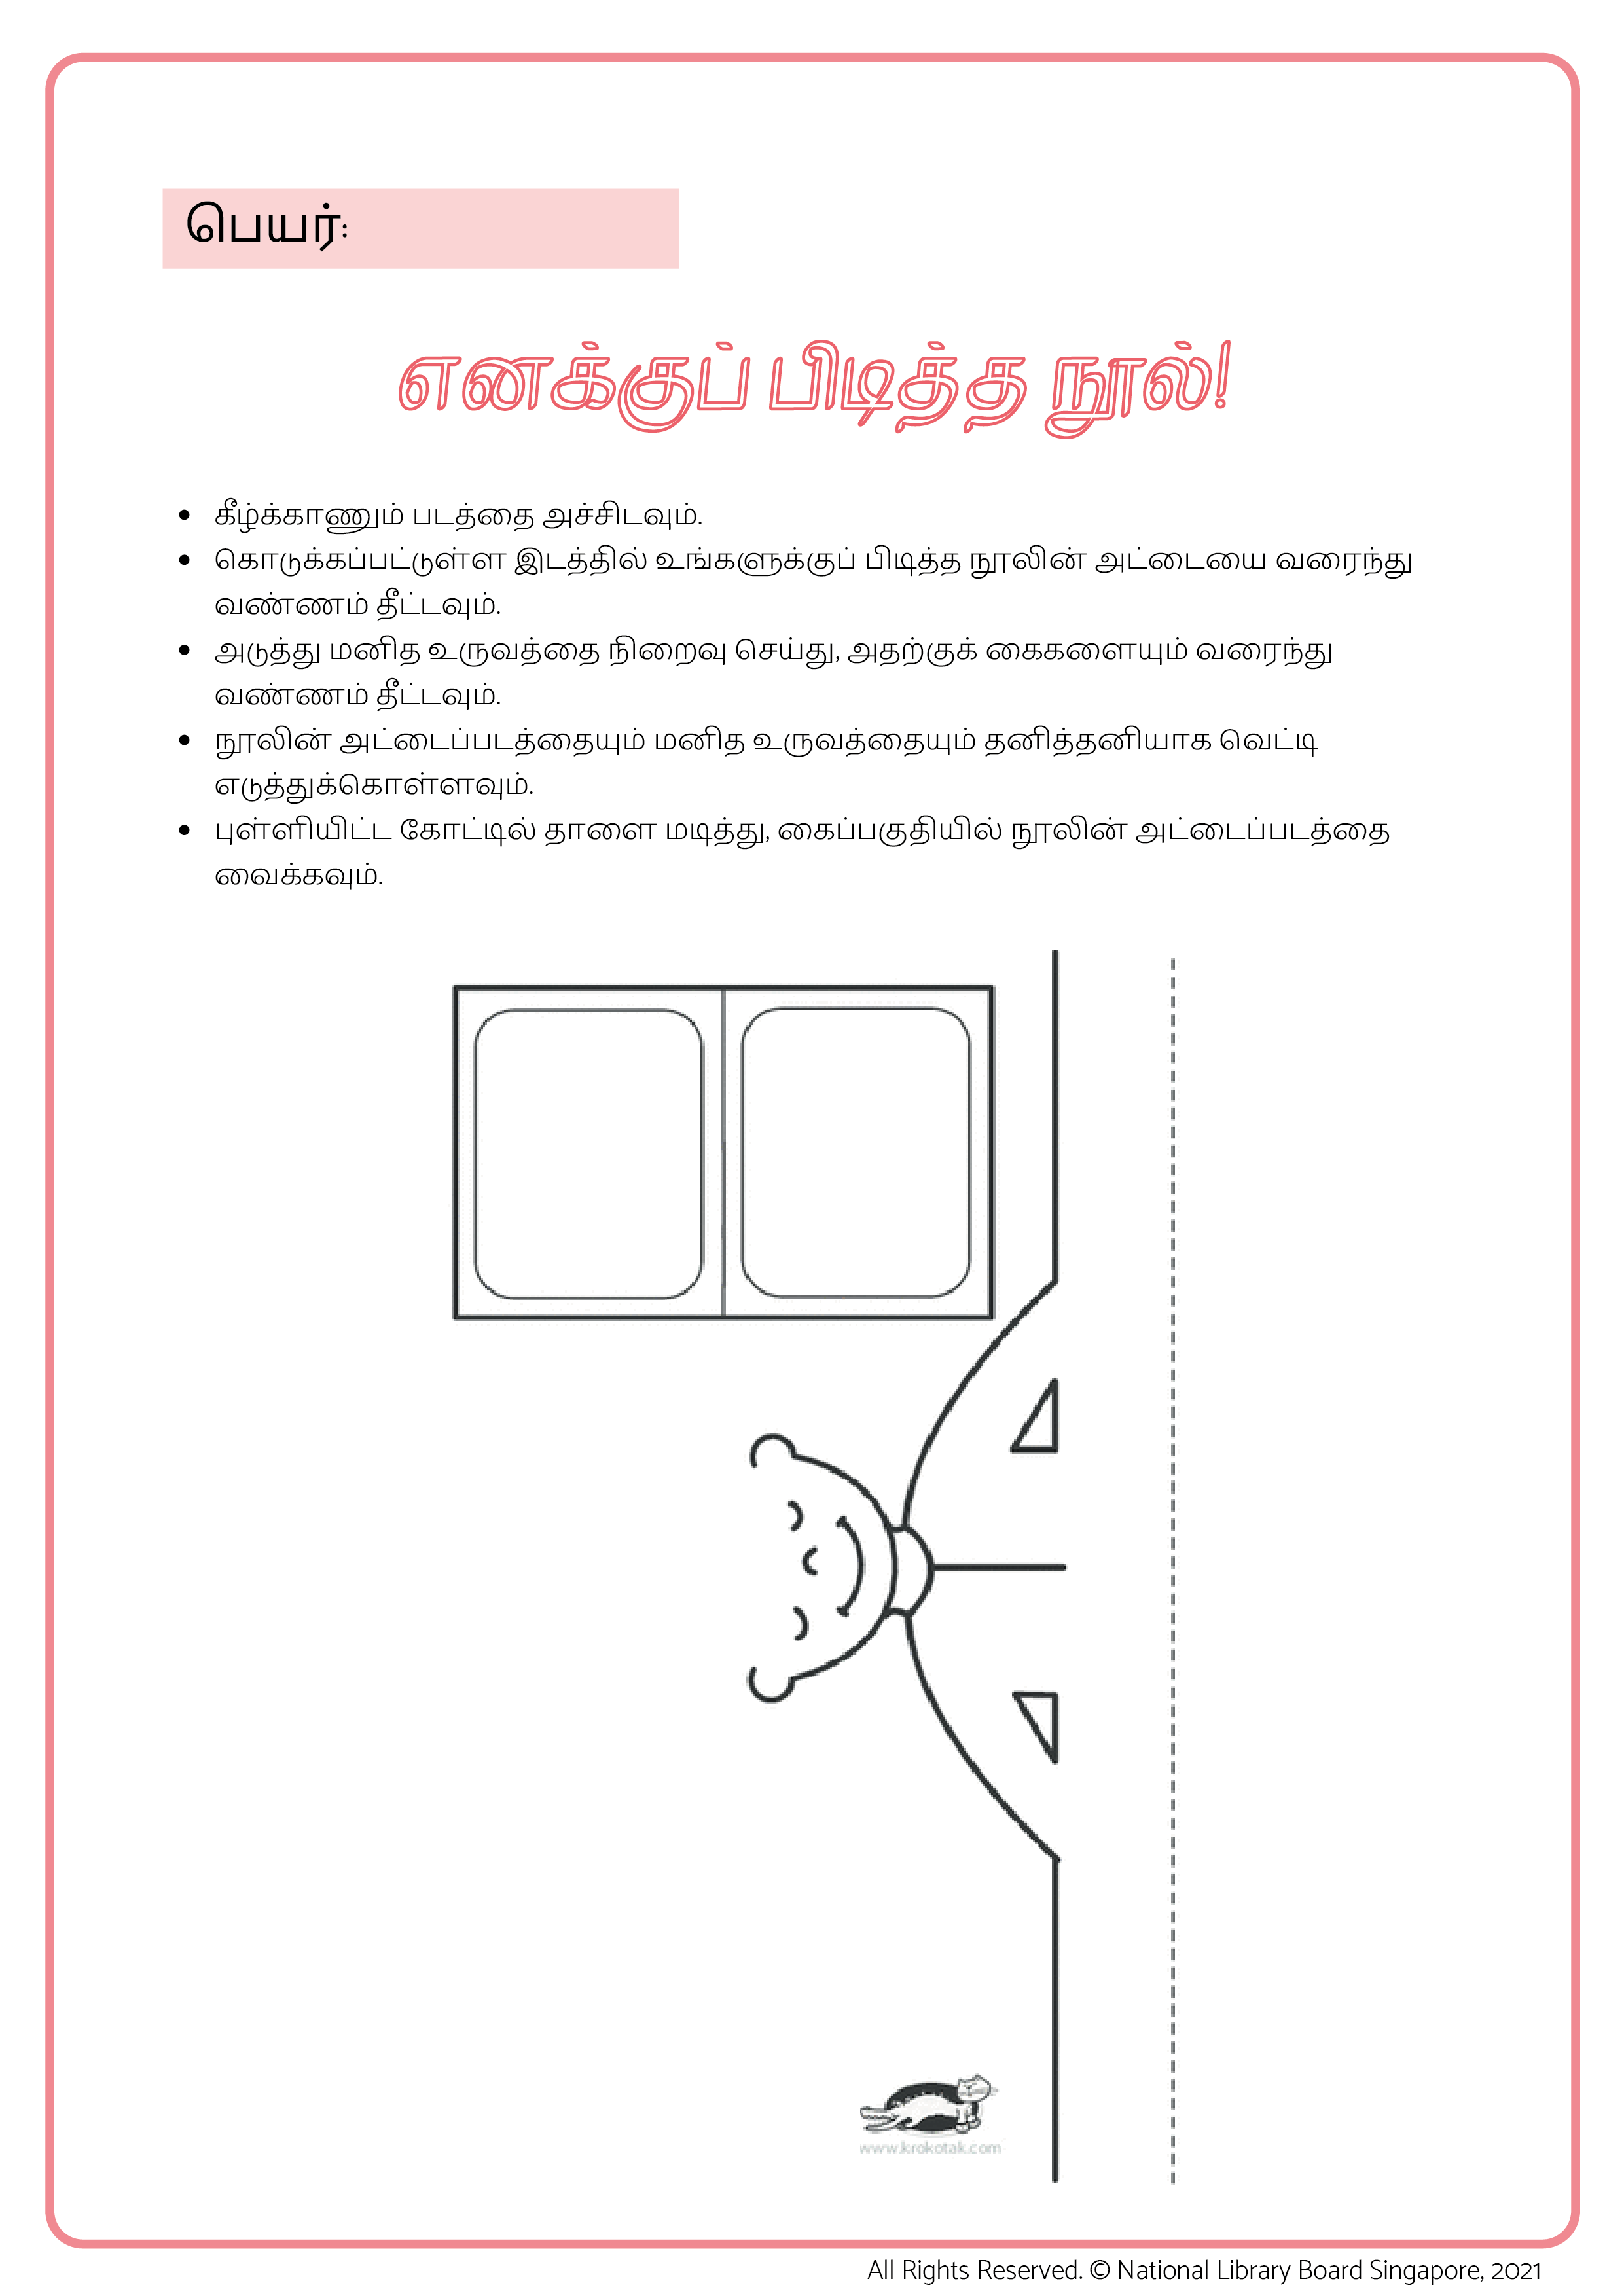 பெயர்:
எனக்குப் பிடித்த நூல்!
• கீழ்க்காணும் படத்தை அச்சிடவும்.
• கொடுக்கப்பட்டுள்ள இடத்தில் உங்களுக்குப் பிடித்த நூலின் அட்டையை வரைந்து
வண்ணம் தீட்டவும்.
• அடுத்து மனித உருவத்தை நிறைவு செய்து, அதற்குக் கைகளையும் வரைந்து
வண்ணம் தீட்டவும்.
• நூலின் அட்டைப்படத்தையும் மனித உருவத்தையும் தனித்தனியாக வெட்டி
எடுத்துக்கொள்ளவும்.
• புள்ளியிட்ட கோட்டில் தாளை மடித்து, கைப்பகுதியில் நூலின் அட்டைப்படத்தை
வைக்கவும்.
www.krokotak.com
All Rights Reserved. © National Library Board Singapore, 2021